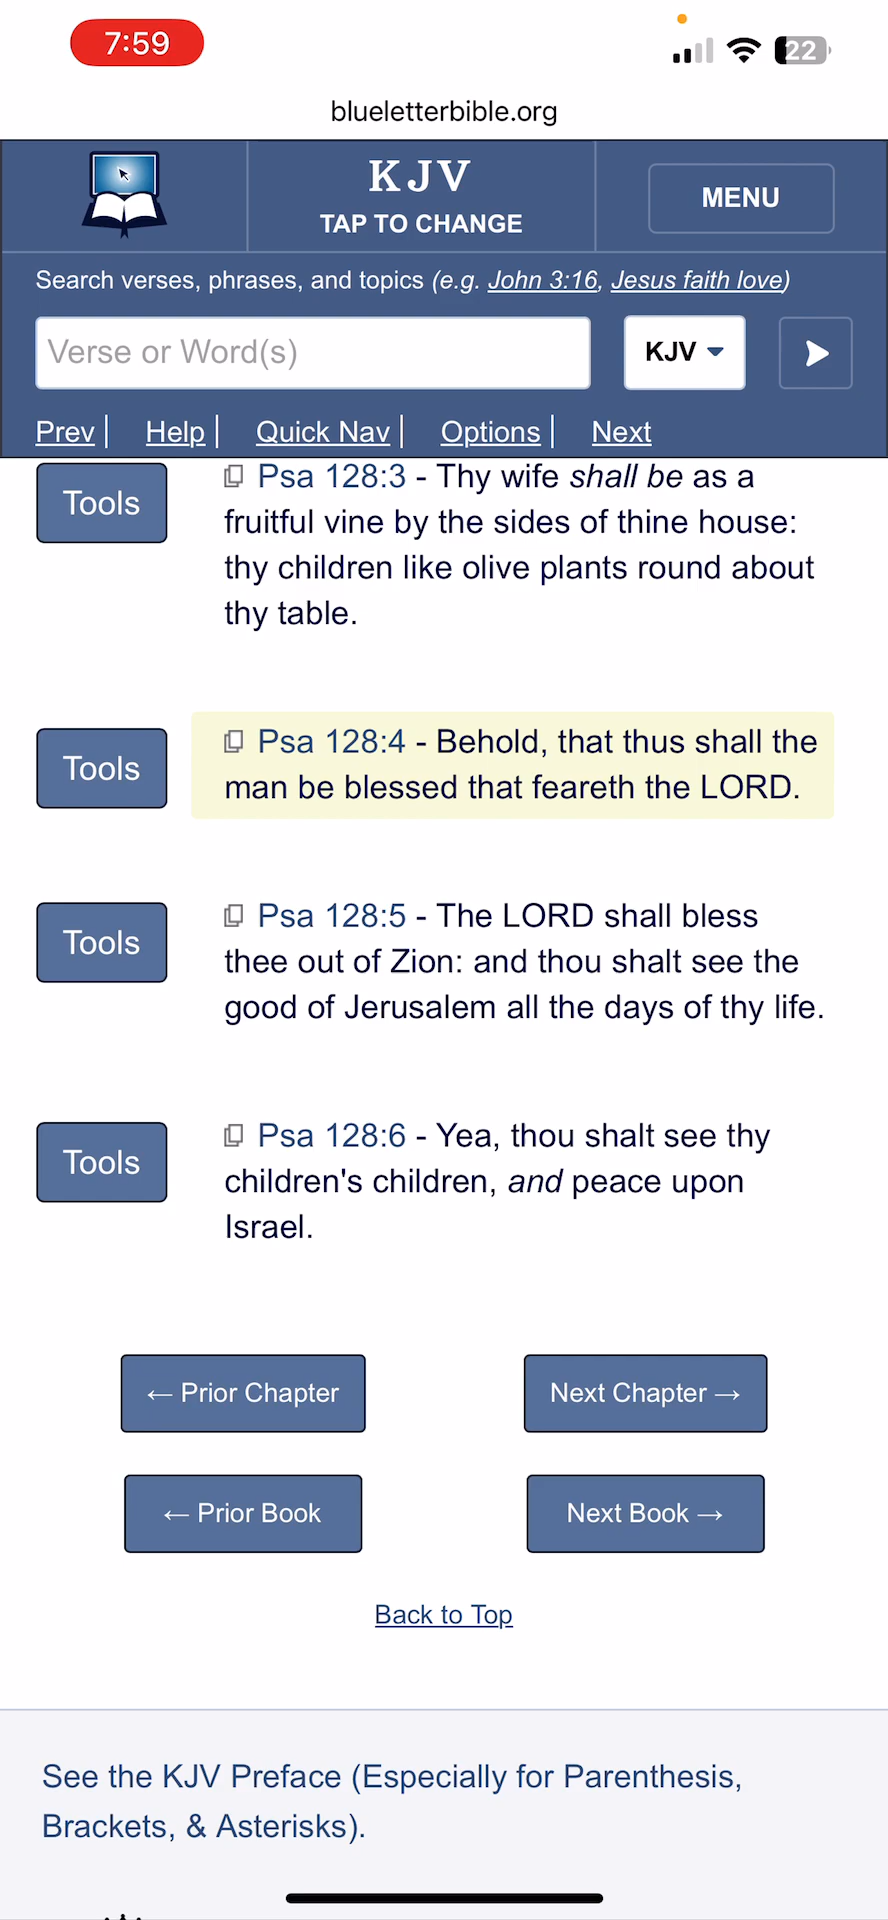 7:59
22
blueletterbible.org
KJV
TAP TO CHANGE
MENU
Search verses, phrases, and topics (e.g. John 3:16, Jesus faith love)
Verse or Word(s)
KJV
Prev | Help | Quick Nav | Options | Next
Tools
Psa 128:3 - Thy wife shall be as a
fruitful vine by the sides of thine house:
thy children like olive plants round about
thy table.
Tools
Psa 128:4 - Behold, that thus shall the
man be blessed that feareth the LORD.
Tools
Psa 128:5 - The LORD shall bless
thee out of Zion: and thou shalt see the
good of Jerusalem all the days of thy life.
Tools
Psa 128:6 - Yea, thou shalt see thy
children's children, and peace upon
Israel.
← Prior Chapter
Next Chapter →
← Prior Book
Next Book →
Back to Top
See the KJV Preface (Especially for Parenthesis,
Brackets, & Asterisks).